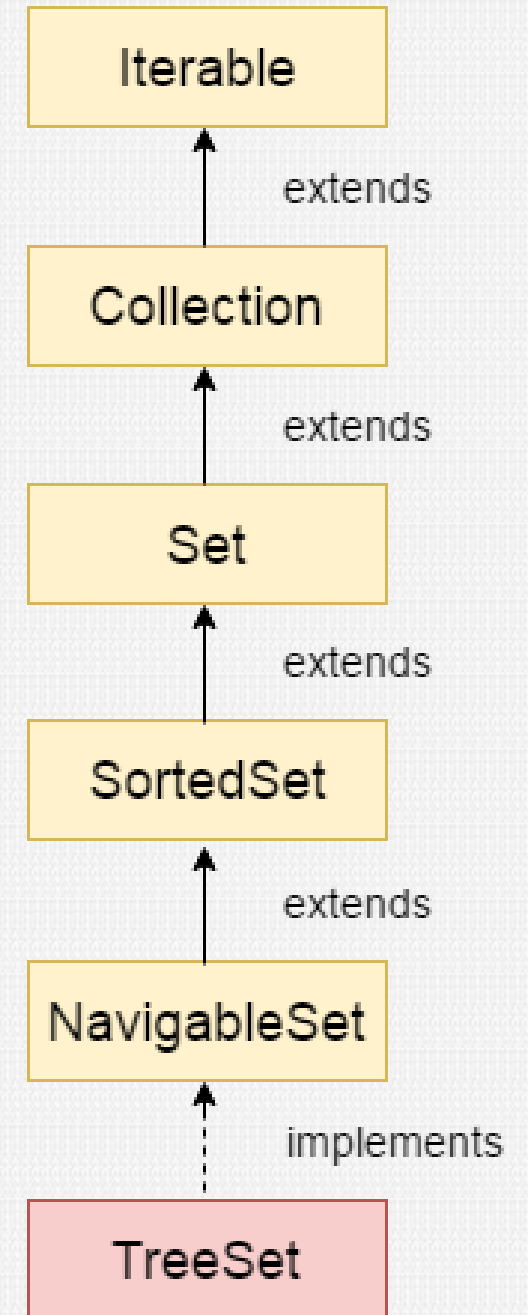 Iterable
extends
Collection
extends
Set
extends
SortedSet
extends
NavigableSet
implements
TreeSet